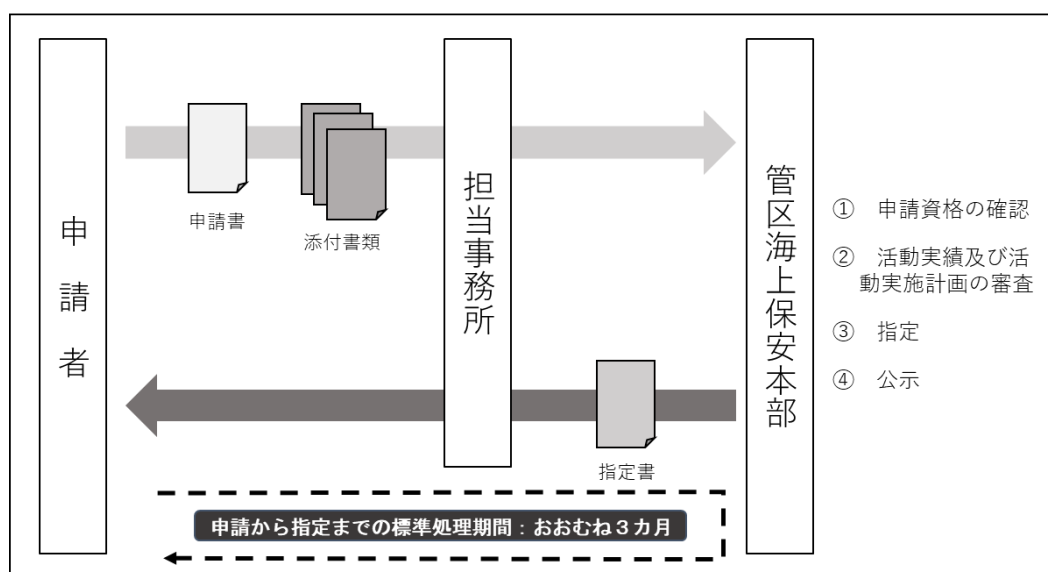 申請者
申請書
添付書類
担当事務所
管区海上保安本部
① 申請資格の確認
② 活動実績及び活
動実施計画の審査
③ 指定
④ 公示
指定書
申請から指定までの標準処理期間：おおむね３カ月